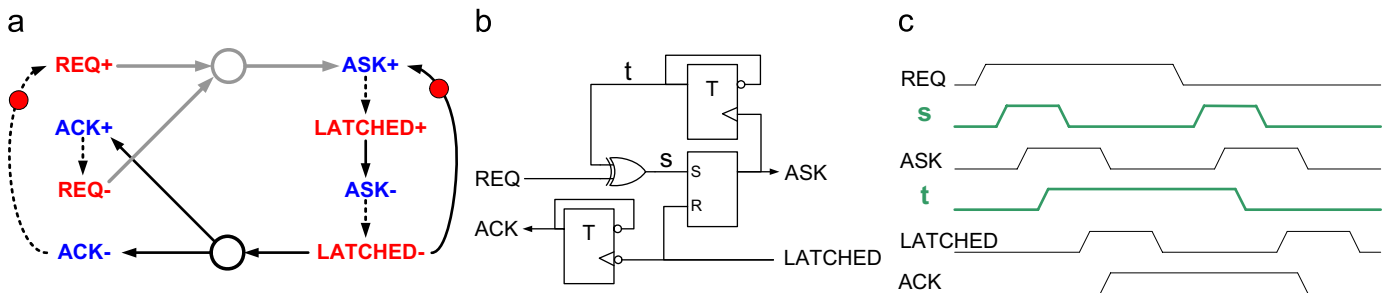 a
REQ+
ASK+
ACK+
LATCHED+
REQ-
ASK-
ACK-
LATCHED-
b
t
T
REQ
s
S
R
ASK
ACK
T
LATCHED
c
REQ
s
ASK
t
LATCHED
ACK